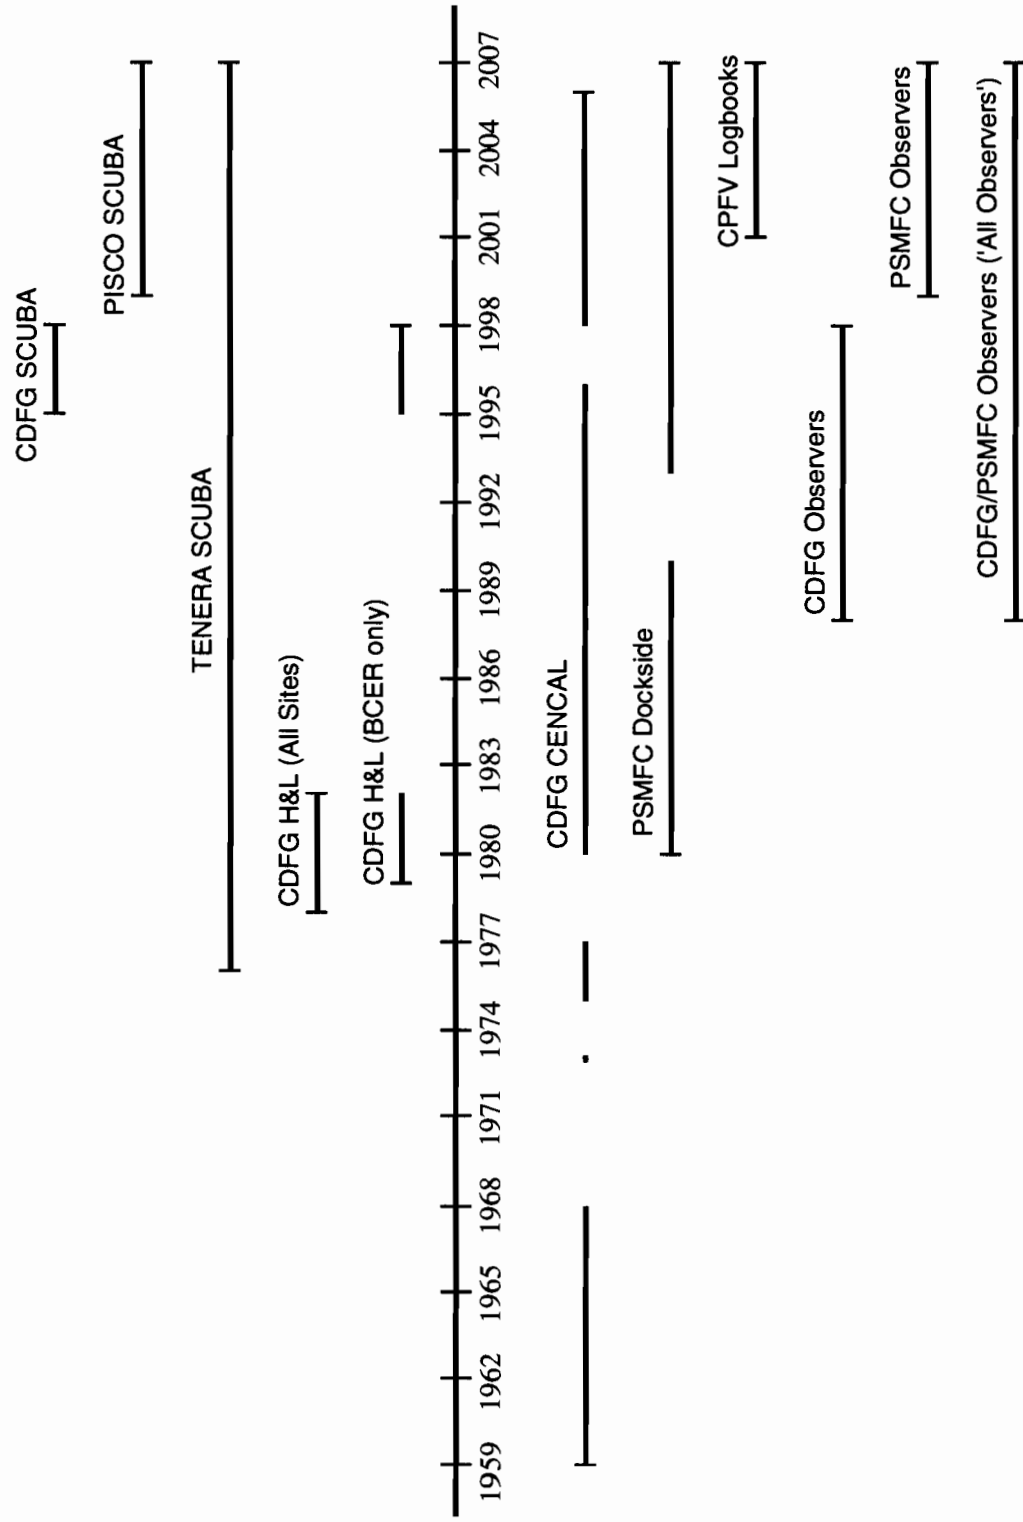 CDFG SCUBA
PISCO SCUBA
TENERA SCUBA
CDFG H&L (All Sites)
CDFG H&L (BCER only)
1959
1962
1965
1968
1971
1974
1977
1980
1983
1986
1989
1992
1995
1998
2001
2004
2007
CDFG CENCAL
PSMFC Dockside
CPFV Logbooks
CDFG Observers
PSMFC Observers
CDFG/PSMFC Observers ('All Observers')